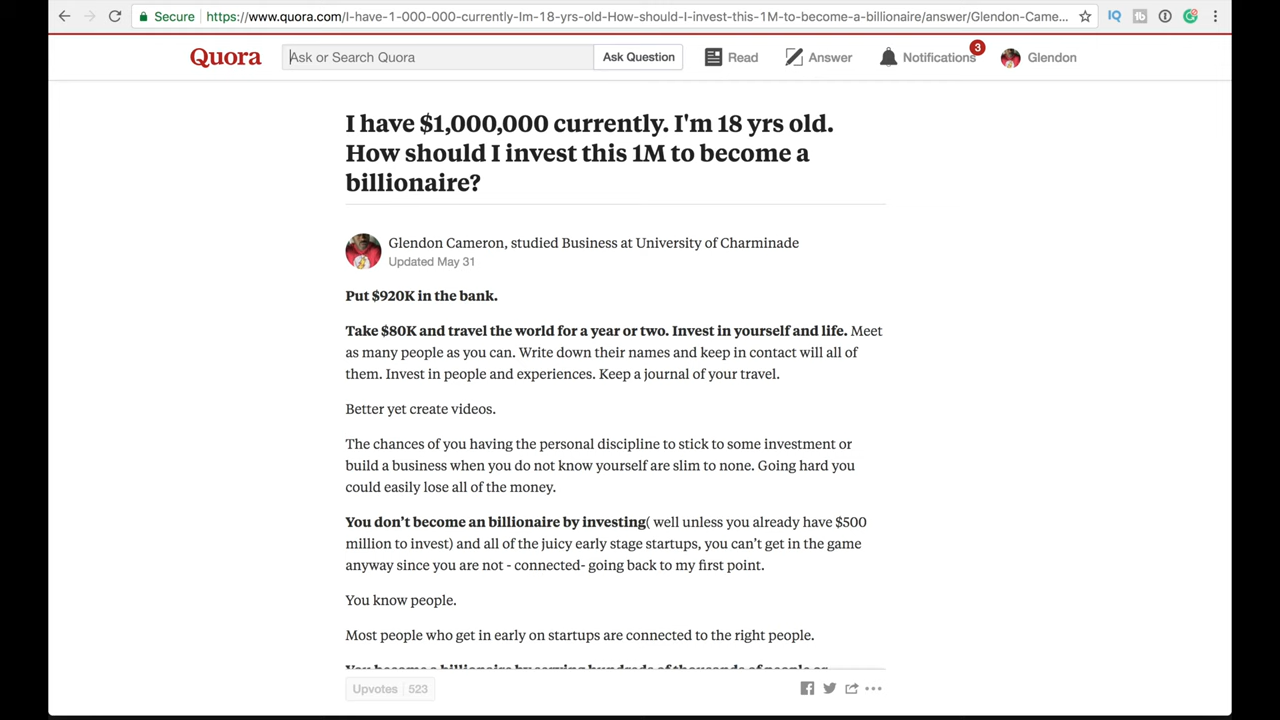 Secure https://www.quora.com/I-have-1-000-000-currently-Im-18-yrs-old-How-should-I-invest-this-1M-to-become-a-billionaire/answer/Glendon-Came...
Quora Ask or Search Quora Ask Question Read Answer Notifications 3 Glendon
I have $1,000,000 currently. I'm 18 yrs old.
How should I invest this 1M to become a
billionaire?
Glendon Cameron, studied Business at University of Charminade
Updated May 31
Put $920K in the bank.
Take $80K and travel the world for a year or two. Invest in yourself and life. Meet
as many people as you can. Write down their names and keep in contact will all of
them. Invest in people and experiences. Keep a journal of your travel.
Better yet create videos.
The chances of you having the personal discipline to stick to some investment or
build a business when you do not know yourself are slim to none. Going hard you
could easily lose all of the money.
You don’t become an billionaire by investing( well unless you already have $500
million to invest) and all of the juicy early stage startups, you can’t get in the game
anyway since you are not - connected- going back to my first point.
You know people.
Most people who get in early on startups are connected to the right people.
You become a billionaire by serving hundreds of thousands of people or
Upvotes 523